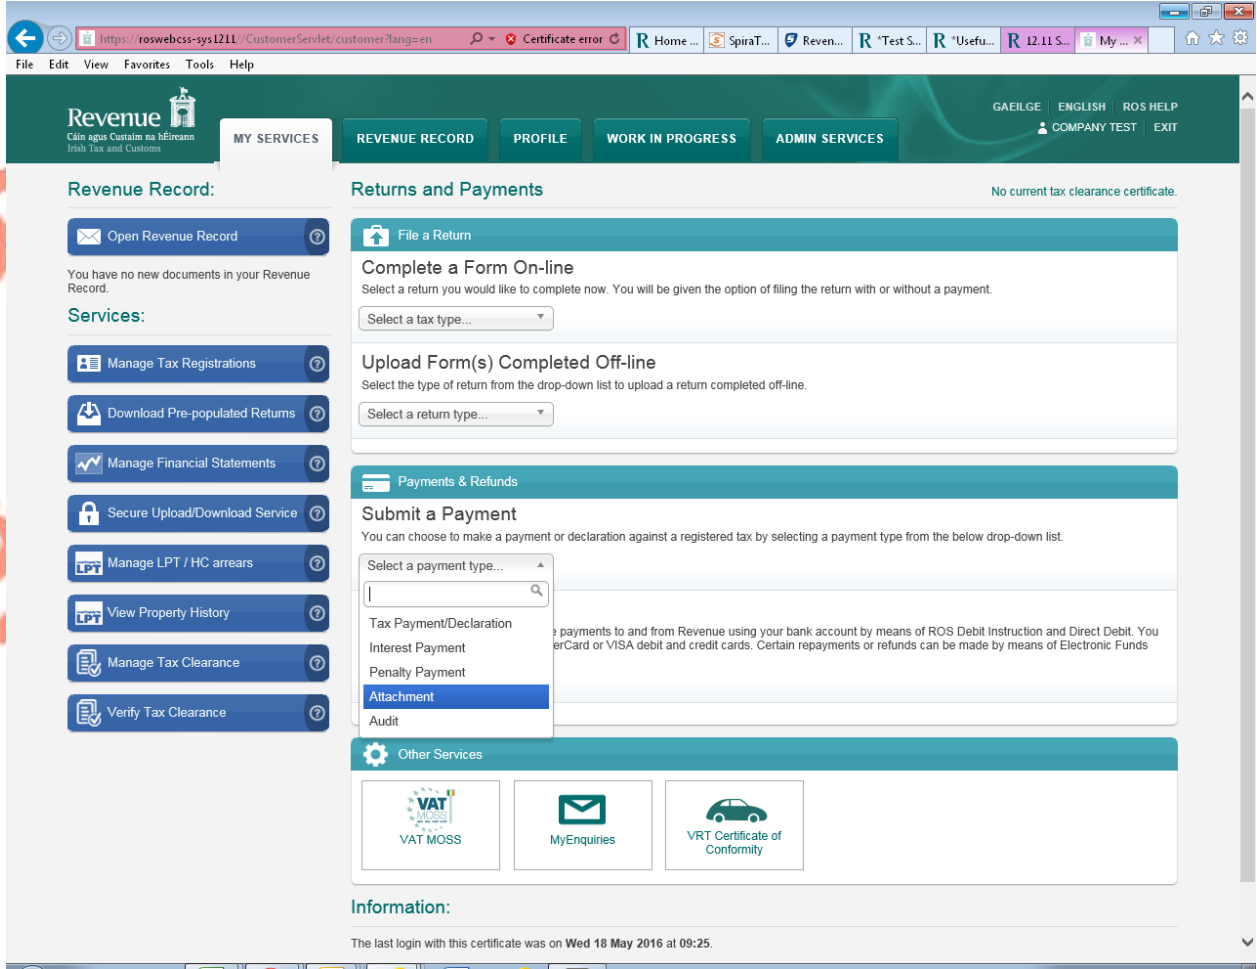 https://roswebcss-sys1211//CustomerServlet/customer?lang=en
Certificate error
Home ...
SpiraT...
Reven...
*Test S...
*Usefu...
12.11 S...
My ...
File Edit View Favorites Tools Help
Revenue
Cáin agus Custaim na hÉireann
Irish Tax and Customs
GAEILGE ENGLISH ROS HELP
COMPANY TEST EXIT
MY SERVICES
REVENUE RECORD
PROFILE
WORK IN PROGRESS
ADMIN SERVICES
Revenue Record:
Open Revenue Record
You have no new documents in your Revenue
Record.
Services:
Manage Tax Registrations
Download Pre-populated Returns
Manage Financial Statements
Secure Upload/Download Service
LPT
Manage LPT / HC arrears
LPT
View Property History
Manage Tax Clearance
Verify Tax Clearance
Returns and Payments
No current tax clearance certificate.
File a Return
Complete a Form On-line
Select a return you would like to complete now. You will be given the option of filing the return with or without a payment.
Select a tax type...
Upload Form(s) Completed Off-line
Select the type of return from the drop-down list to upload a return completed off-line.
Select a return type...
Payments & Refunds
Submit a Payment
You can choose to make a payment or declaration against a registered tax by selecting a payment type from the below drop-down list.
Select a payment type...
Tax Payment/Declaration
Interest Payment
Penalty Payment
Attachment
Audit
payments to and from Revenue using your bank account by means of ROS Debit Instruction and Direct Debit. You
erCard or VISA debit and credit cards. Certain repayments or refunds can be made by means of Electronic Funds
Other Services
VAT
MOSS
VAT MOSS
MyEnquiries
VRT Certificate of
Conformity
Information:
The last login with this certificate was on Wed 18 May 2016 at 09:25.